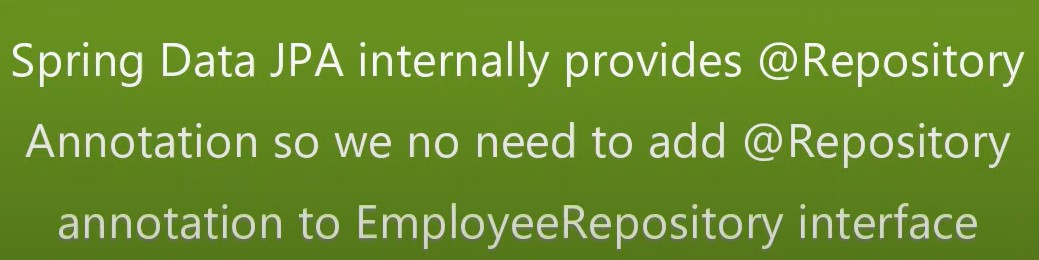 Spring Data JPA internally provides @Repository
Annotation so we no need to add @Repository
annotation to EmployeeRepository interface